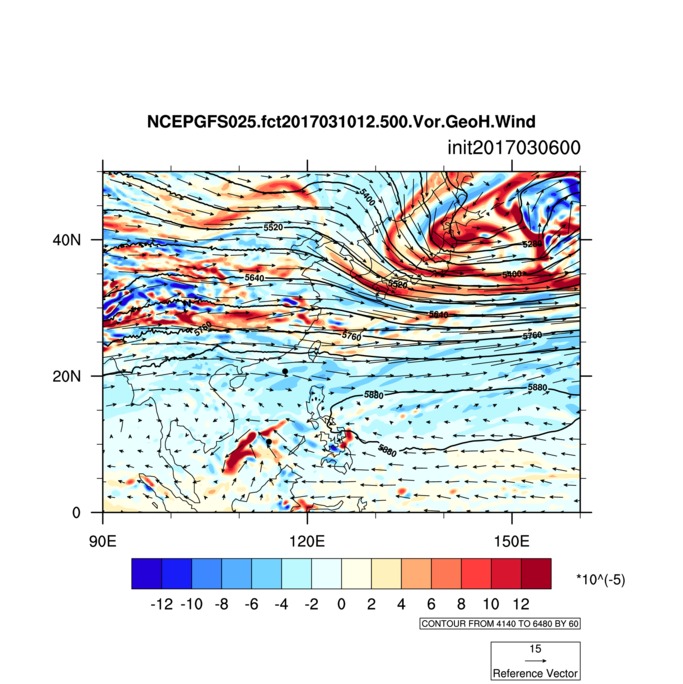 NCEPGFS025.fct2017031012.500.Vor.GeoH.Wind
init2017030600
5400
5520
40N
5280
5640
5400
5520
5640
5760
5760
5760
20N
5880
5880
5880
0
90E 120E 150E
*10^(-5)
-12 -10 -8 -6 -4 -2 0 2 4 6 8 10 12
CONTOUR FROM 4140 TO 6480 BY 60
15
Reference Vector